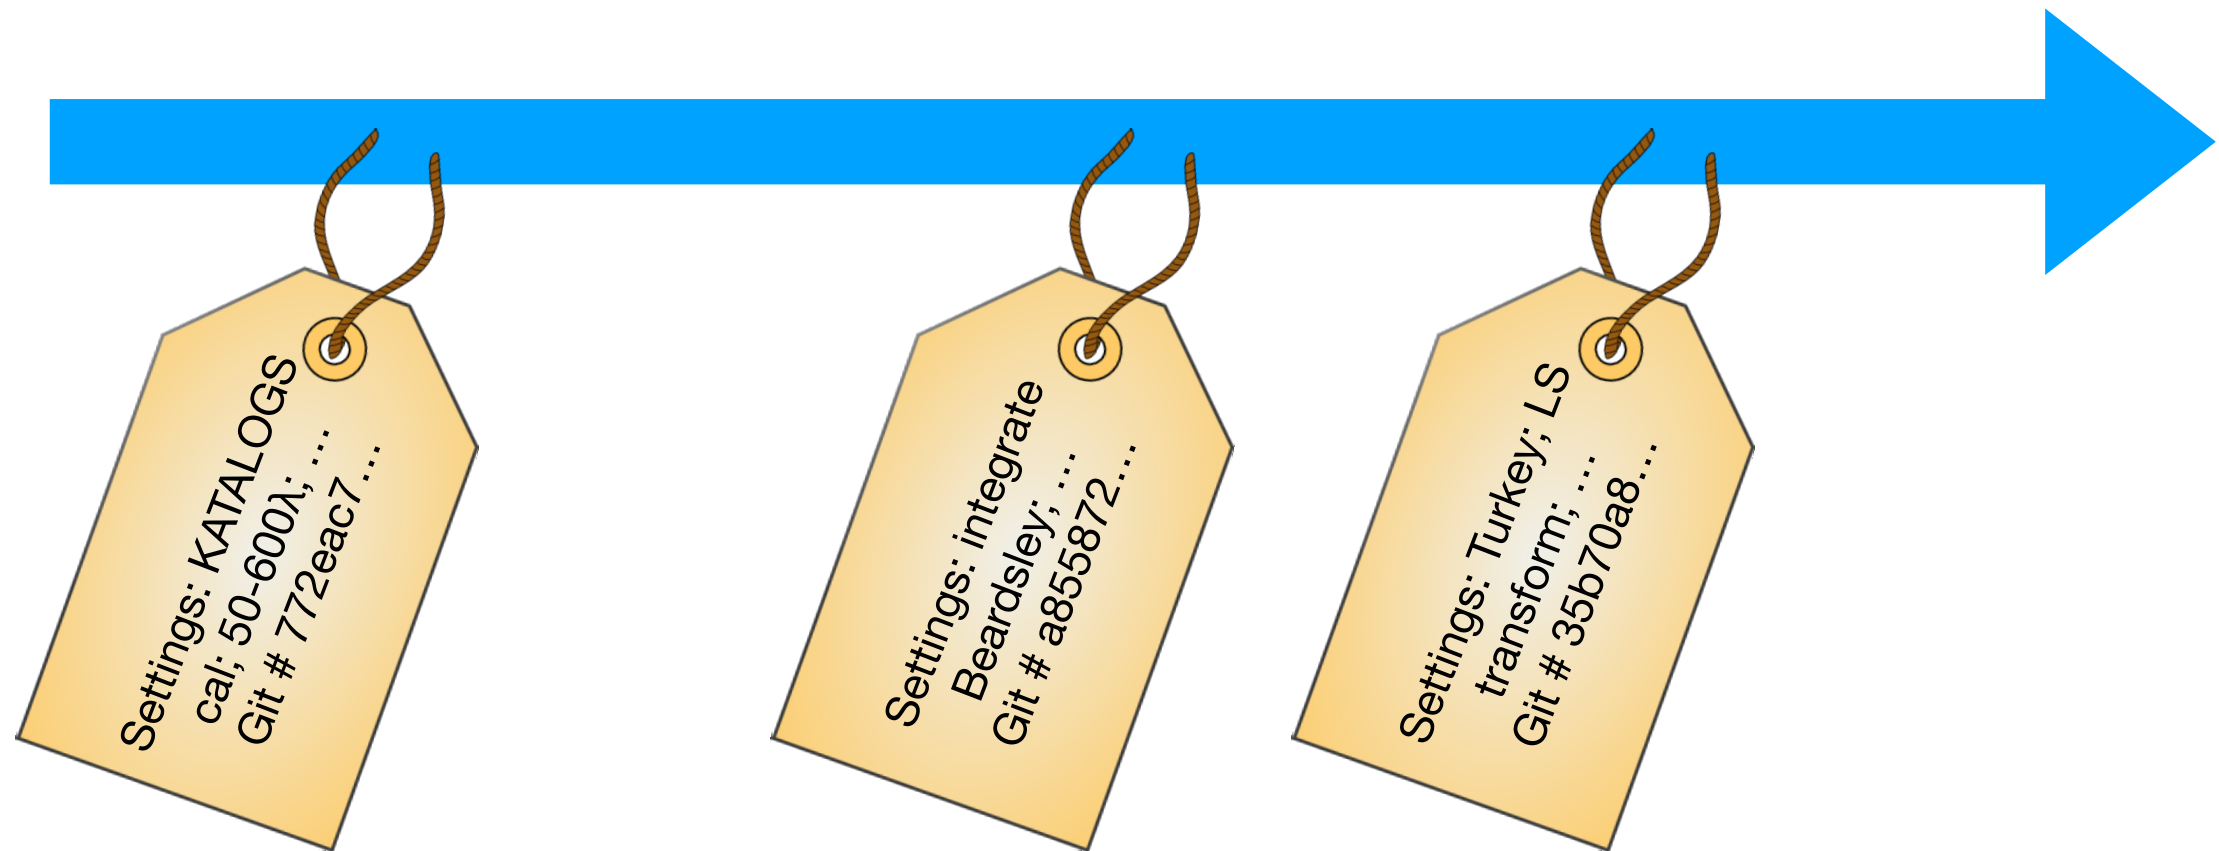 Settings: KATALOGS
cal; 50-600λ; …
Git # 772eac7…
Settings: integrate
Beardsley; …
Git # a855872…
Settings: Turkey; LS
transform; …
Git # 35b70a8…